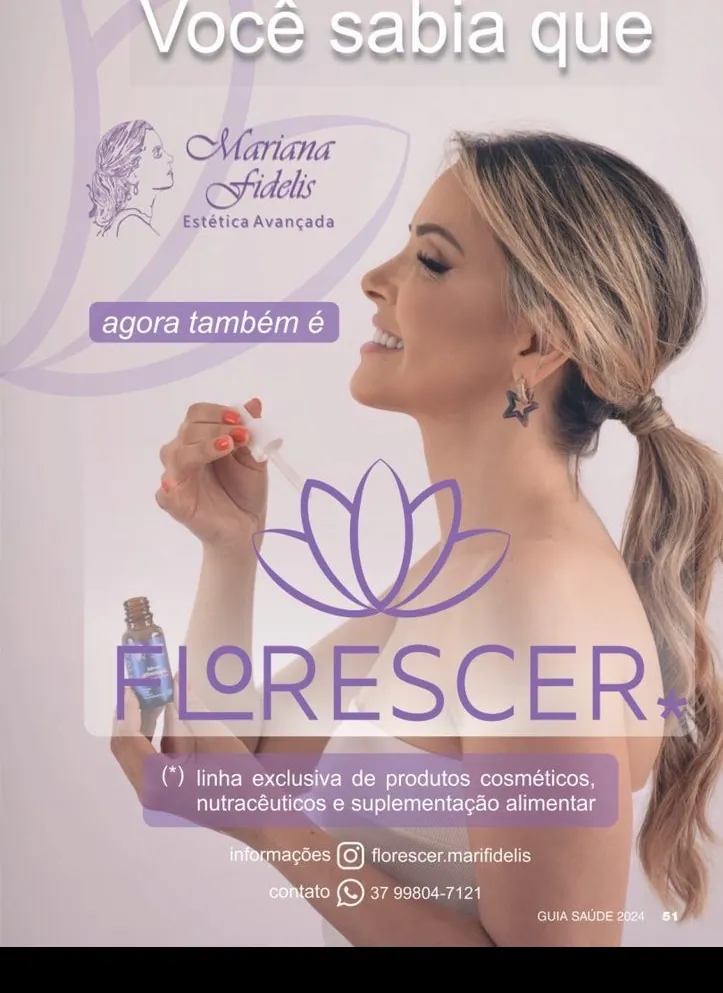 Você sabia que
Mariana
Fidelis
Estética Avançada
agora também é
FLORESCER*
(*) linha exclusiva de produtos cosméticos,
nutracêuticos e suplementação alimentar
informações florescer.marifidelis
contato 37 99804-7121
GUIA SAÚDE 2024 51